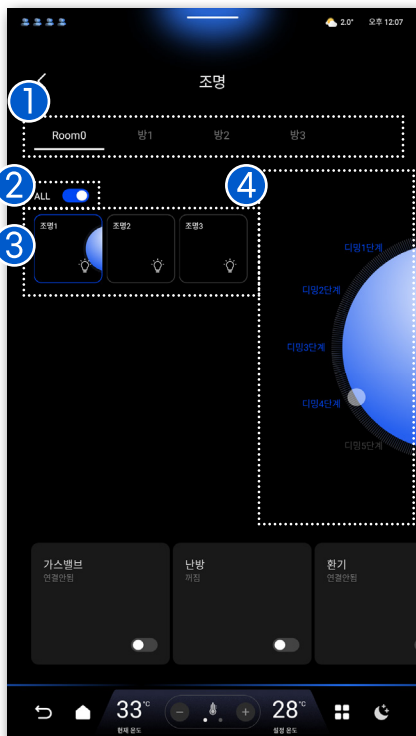 2.0° 오후 12:07
조명
1
Room0 방1 방2 방3
2 4
ALL
3
조명1 조명2 조명3
디밍1단계
디밍2단계
디밍3단계
디밍4단계
디밍5단계
가스밸브 난방 환기
연결안됨 꺼짐 연결안됨
33°C 28°C
현재 온도 설정 온도